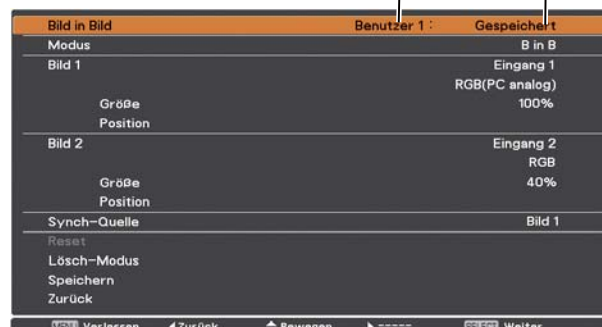 Bild in Bild Benutzer 1 : Gespeichert
Modus B in B
Bild 1 Eingang 1
RGB(PC analog)
Größe 100%
Position
Bild 2 Eingang 2
RGB
Größe 40%
Position
Synch-Quelle Bild 1
Reset
Lösch-Modus
Speichern
Zurück
MENU Verlassen Zurück Bewegen ----- SELECT Weiter